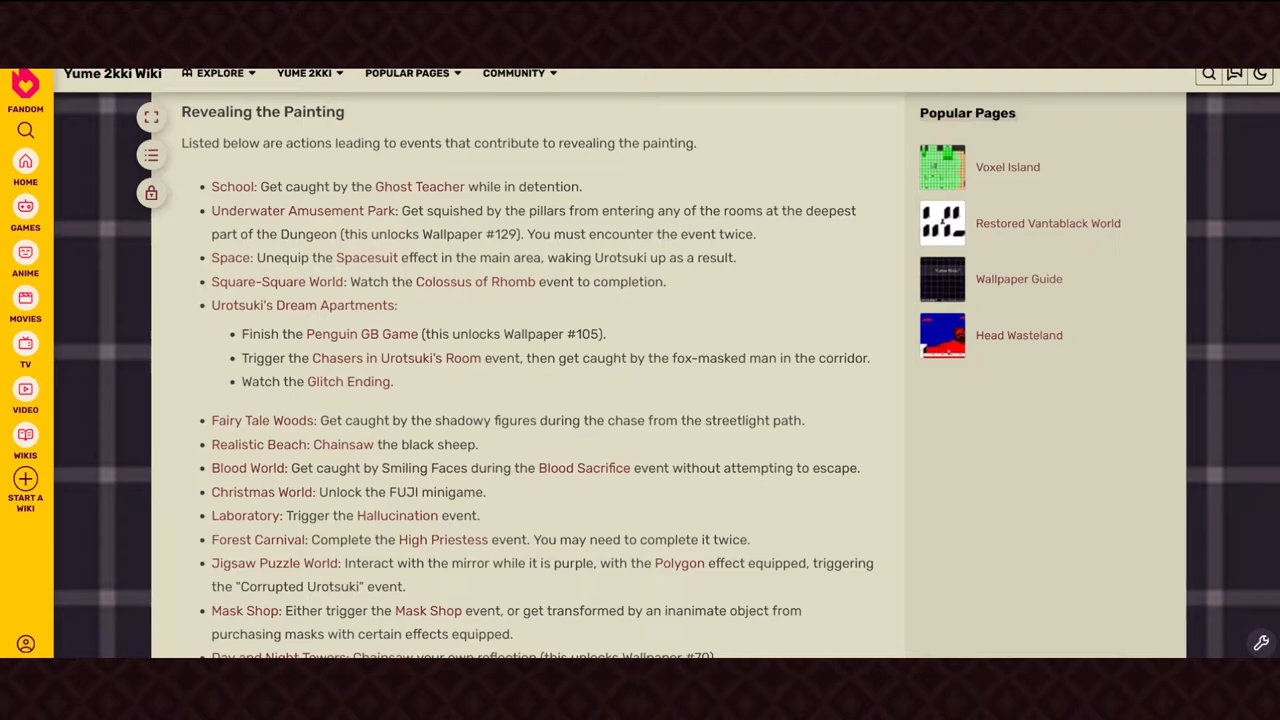 Yume 2kki Wiki
EXPLORE
YUME 2KKI
POPULAR PAGES
COMMUNITY
FANDOM
HOME
GAMES
ANIME
MOVIES
TV
VIDEO
WIKIS
START A
WIKI
Revealing the Painting
Listed below are actions leading to events that contribute to revealing the painting.
• School: Get caught by the Ghost Teacher while in detention.
• Underwater Amusement Park: Get squished by the pillars from entering any of the rooms at the deepest
part of the Dungeon (this unlocks Wallpaper #129). You must encounter the event twice.
• Space: Unequip the Spacesuit effect in the main area, waking Urotsuki up as a result.
• Square-Square World: Watch the Colossus of Rhomb event to completion.
• Urotsuki's Dream Apartments:
• Finish the Penguin GB Game (this unlocks Wallpaper #105).
• Trigger the Chasers in Urotsuki's Room event, then get caught by the fox-masked man in the corridor.
• Watch the Glitch Ending.
• Fairy Tale Woods: Get caught by the shadowy figures during the chase from the streetlight path.
• Realistic Beach: Chainsaw the black sheep.
• Blood World: Get caught by Smiling Faces during the Blood Sacrifice event without attempting to escape.
• Christmas World: Unlock the FUJI minigame.
• Laboratory: Trigger the Hallucination event.
• Forest Carnival: Complete the High Priestess event. You may need to complete it twice.
• Jigsaw Puzzle World: Interact with the mirror while it is purple, with the Polygon effect equipped, triggering
the "Corrupted Urotsuki" event.
• Mask Shop: Either trigger the Mask Shop event, or get transformed by an inanimate object from
purchasing masks with certain effects equipped.
• Day and Night Towers: Chainsaw your own reflection (this unlocks Wallpaper #70).
Popular Pages
Voxel Island
Restored Vantablack World
Wallpaper Guide
Head Wasteland